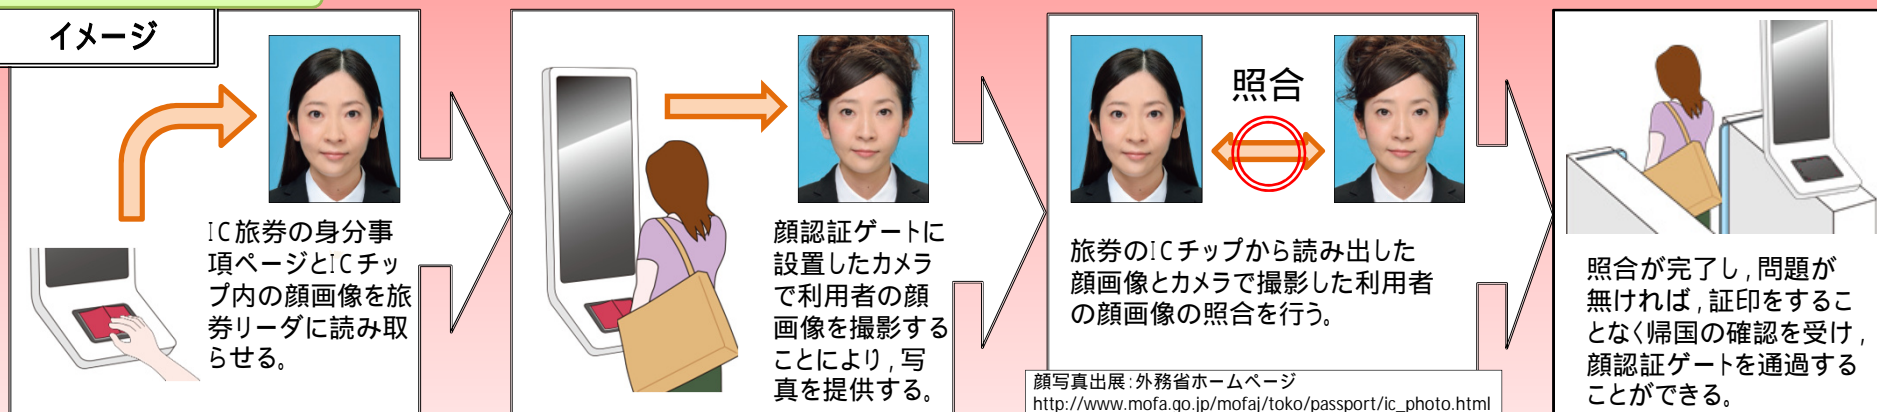 イメージ
IC旅券の身分事
項ページとICチッ
プ内の顔画像を旅
券リーダに読み取
らせる。
顔認証ゲートに
設置したカメラ
で利用者の顔
画像を撮影する
ことにより,写
真を提供する。
照合
旅券のICチップから読み出した
顔画像とカメラで撮影した利用者
の顔画像の照合を行う。
顔写真出展:外務省ホームページ
http://www.mofa.go.jp/mofaj/toko/passport/ic_photo.html
照合が完了し,問題が
無ければ,証印をするこ
となく帰国の確認を受け,
顔認証ゲートを通過する
ことができる。